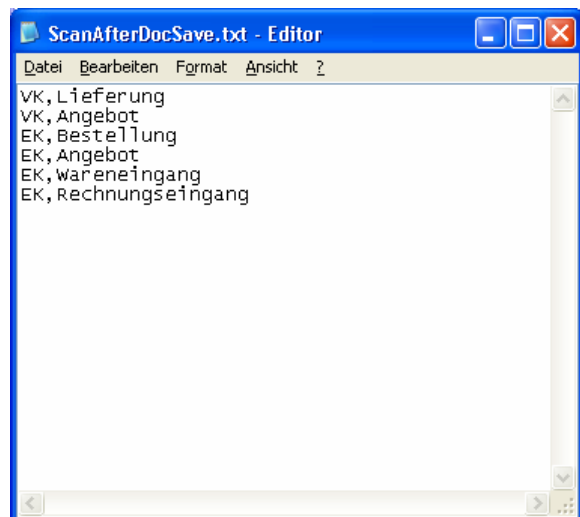 ScanAfterDocSave.txt - Editor
Datei Bearbeiten Format Ansicht ?
VK,Lieferung
VK,Angebot
EK,Bestellung
EK,Angebot
EK,Wareneingang
EK,Rechnungseingang